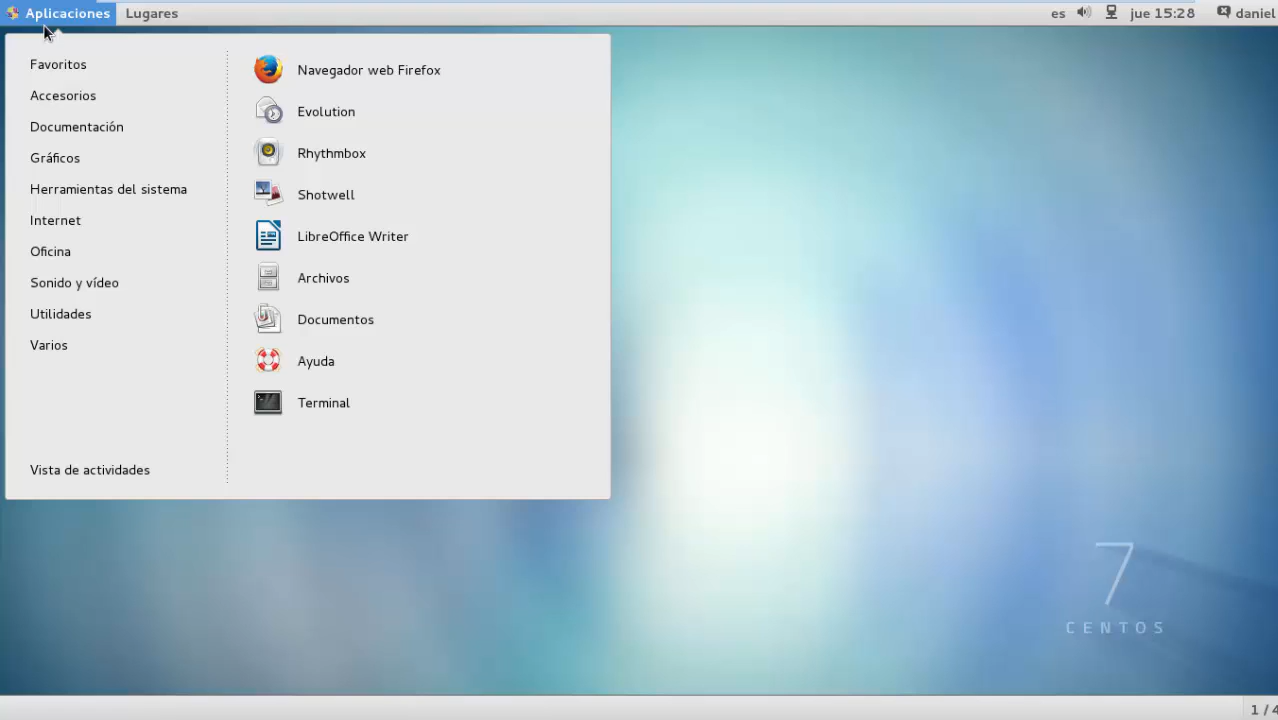 Aplicaciones Lugares es jue 15:28 daniel
Favoritos
Accesorios
Documentación
Gráficos
Herramientas del sistema
Internet
Oficina
Sonido y vídeo
Utilidades
Varios
Vista de actividades
Navegador web Firefox
Evolution
Rhythmbox
Shotwell
LibreOffice Writer
Archivos
Documentos
Ayuda
Terminal
7
CENTOS
1 / 4